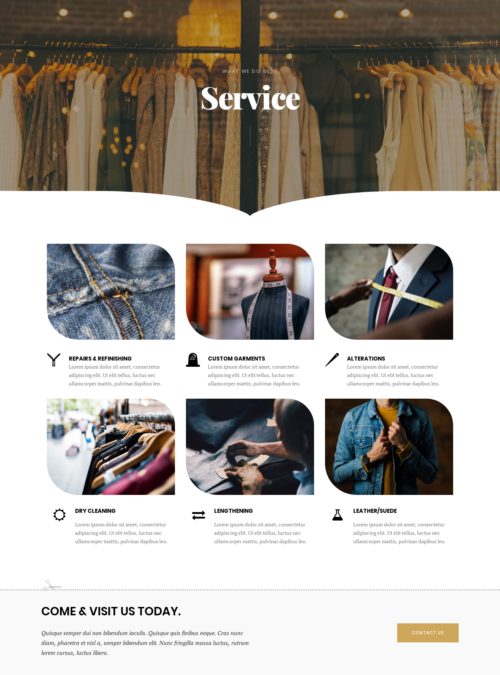 WHAT WE DO BEST
Service
REPAIRS & REFINISHING
Lorem ipsum dolor sit amet, consectetur
adipiscing elit. Ut elit tellus, luctus nec
ullamcorper mattis, pulvinar dapibus leo.
CUSTOM GARMENTS
Lorem ipsum dolor sit amet, consectetur
adipiscing elit. Ut elit tellus, luctus nec
ullamcorper mattis, pulvinar dapibus leo.
ALTERATIONS
Lorem ipsum dolor sit amet, consectetur
adipiscing elit. Ut elit tellus, luctus nec
ullamcorper mattis, pulvinar dapibus leo.
DRY CLEANING
Lorem ipsum dolor sit amet, consectetur
adipiscing elit. Ut elit tellus, luctus nec
ullamcorper mattis, pulvinar dapibus leo.
LENGTHENING
Lorem ipsum dolor sit amet, consectetur
adipiscing elit. Ut elit tellus, luctus nec
ullamcorper mattis, pulvinar dapibus leo.
LEATHER/SUEDE
Lorem ipsum dolor sit amet, consectetur
adipiscing elit. Ut elit tellus, luctus nec
ullamcorper mattis, pulvinar dapibus leo.
COME & VISIT US TODAY.
Quisque semper dui non bibendum iaculis. Quisque quis finibus neque. Cras nunc
diam, pharetra et nisl a, semper bibendum elit. Nunc fringilla massa luctus, rutrum
lorem cursus, luctus libero.
CONTACT US